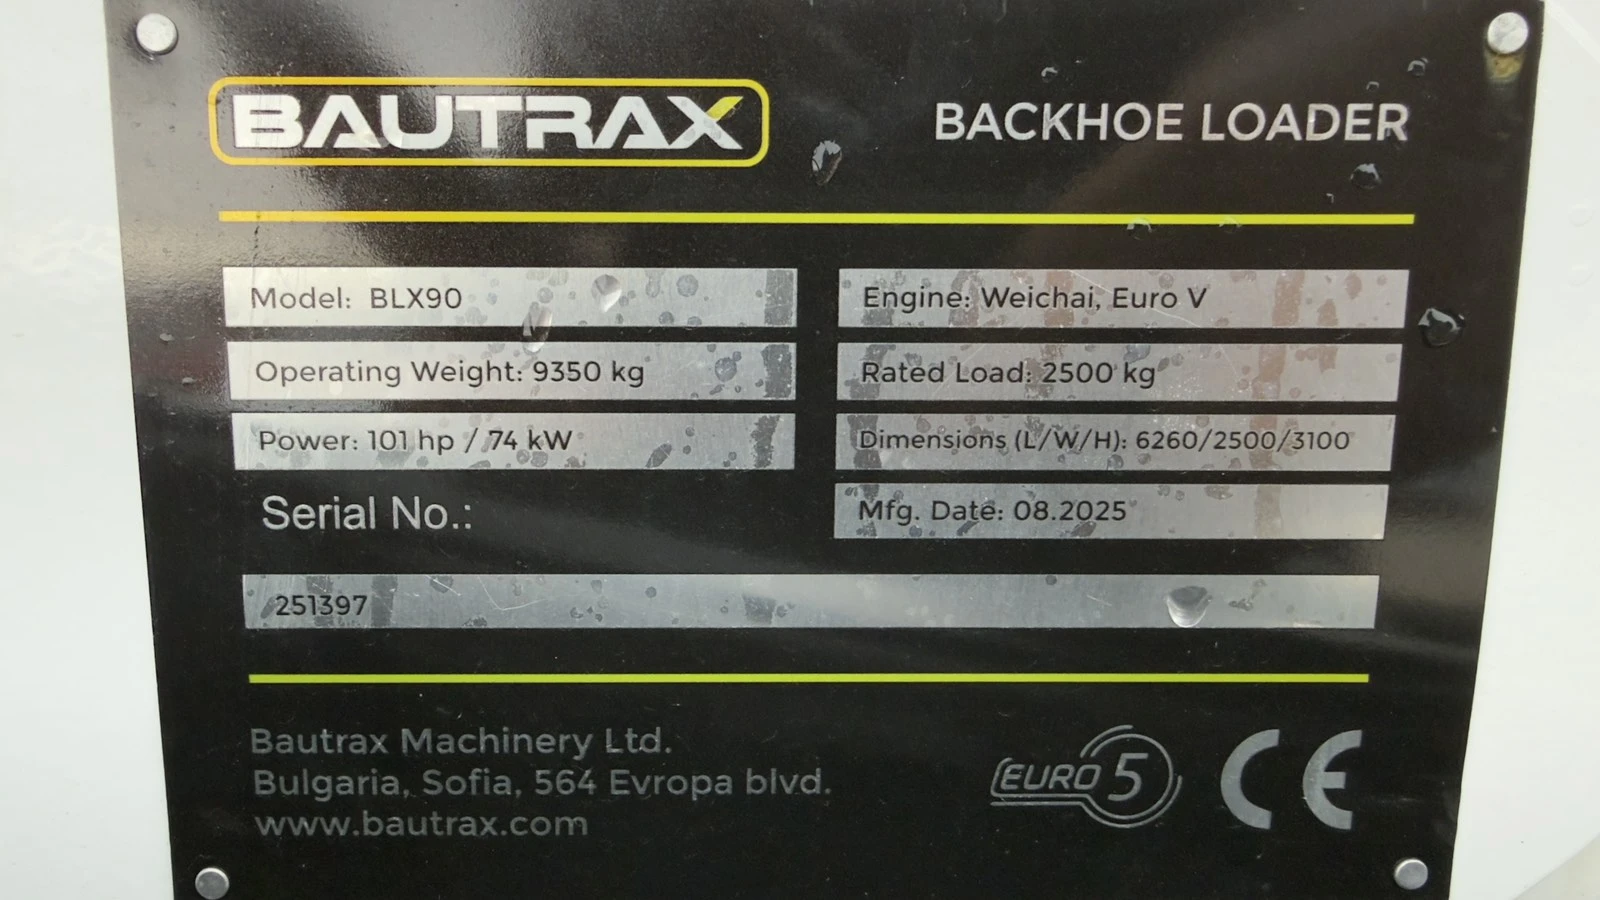 BAUTRAX
BACKHOE LOADER
Model: BLX90
Engine: Weichai, Euro V
Operating Weight: 9350 kg
Rated Load: 2500 kg
Power: 101 hp / 74 kW
Dimensions (L/W/H): 6260/2500/3100
Serial No.:
Mfg. Date: 08.2025
251397
Bautrax Machinery Ltd.
Bulgaria, Sofia, 564 Evropa blvd.
www.bautrax.com
EURO 5
CE